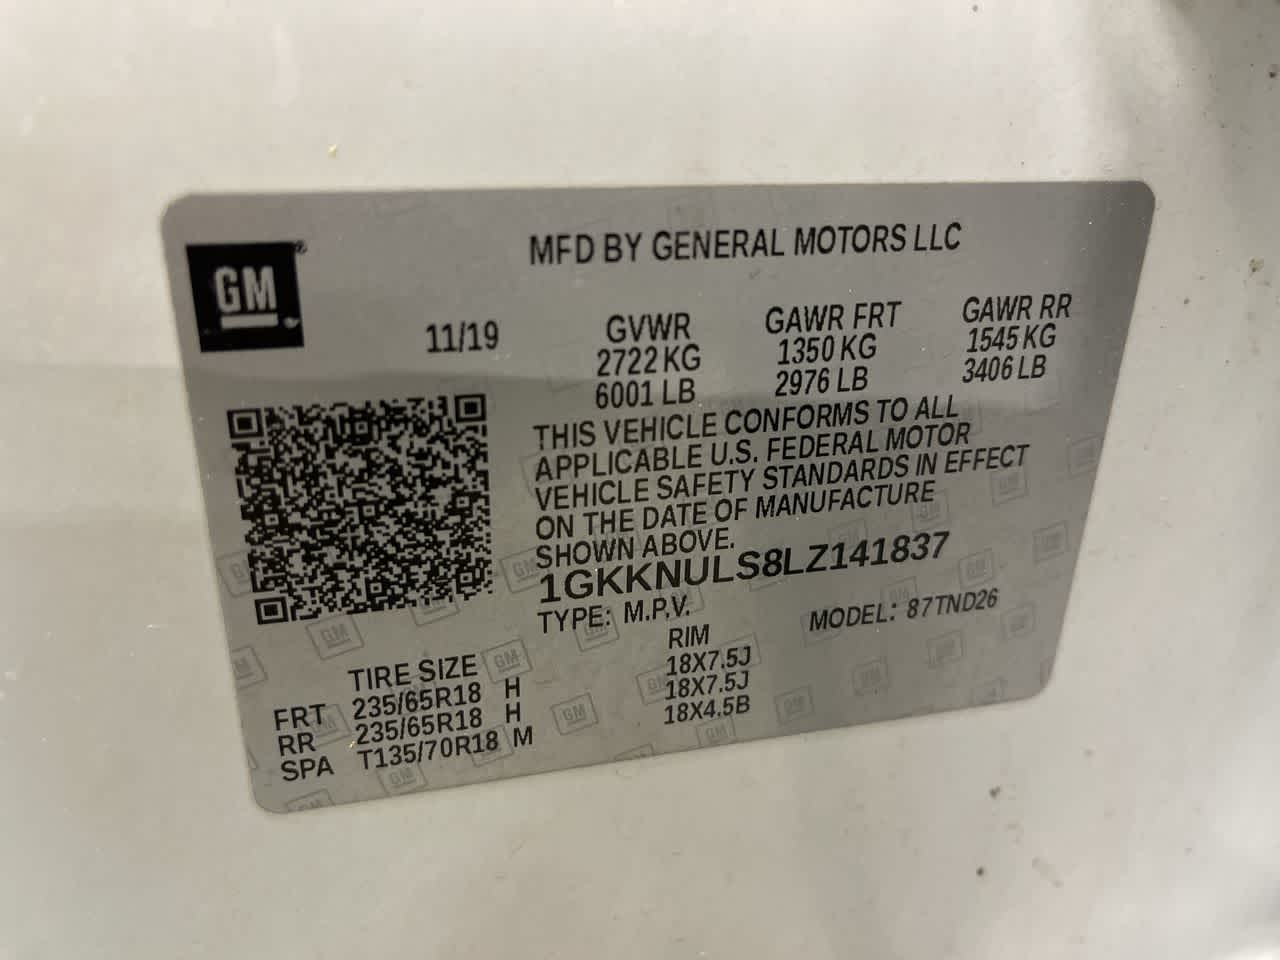 GM
MFD BY GENERAL MOTORS LLC
11/19
GVWR GAWR FRT GAWR RR
2722 KG 1350 KG 1545 KG
6001 LB 2976 LB 3406 LB
THIS VEHICLE CONFORMS TO ALL
APPLICABLE U.S. FEDERAL MOTOR
VEHICLE SAFETY STANDARDS IN EFFECT
ON THE DATE OF MANUFACTURE
SHOWN ABOVE.
1GKKNULS8LZ141837
TYPE: M.P.V. MODEL: 87TND26
TIRE SIZE RIM
FRT 235/65R18 H 18X7.5J
RR 235/65R18 H 18X7.5J
SPA T135/70R18 M 18X4.5B